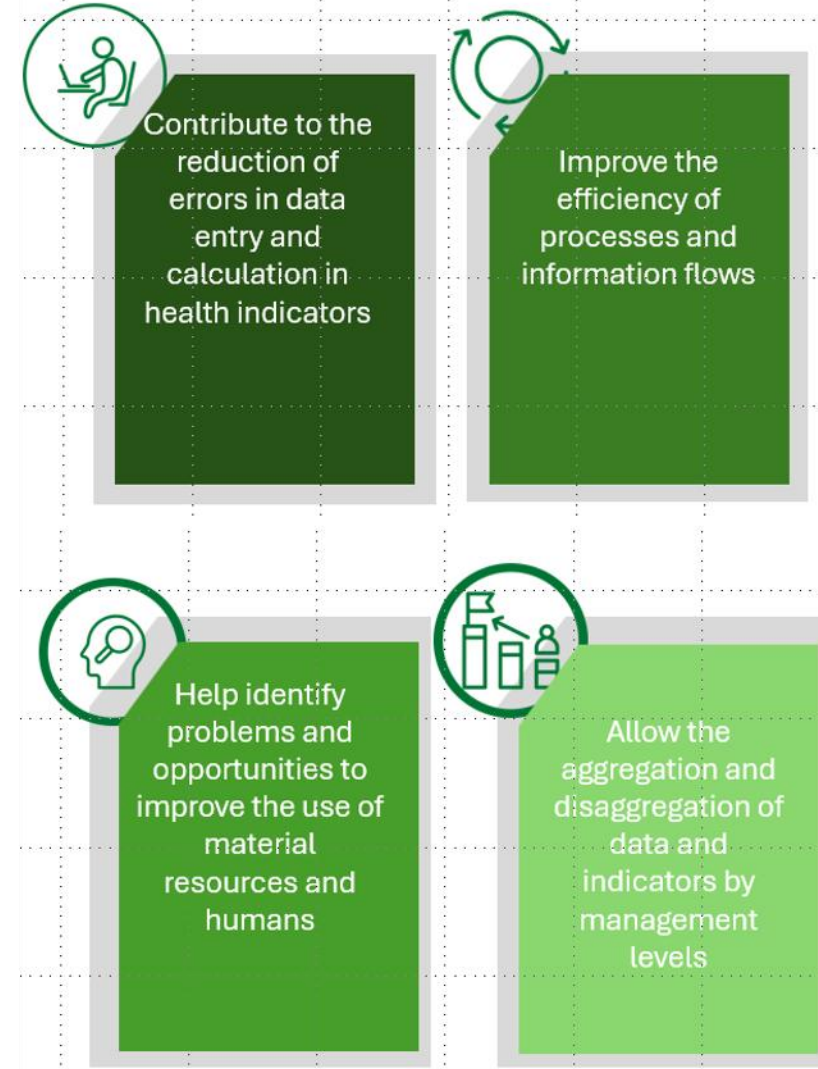 Contribute to the
reduction of
errors in data
entry and
calculation in
health indicators
Improve the
efficiency of
processes and
information flows
Help identify
problems and
opportunities to
improve the use of
material
resources and
humans
Allow the
aggregation and
disaggregation of
data and
indicators by
management
levels